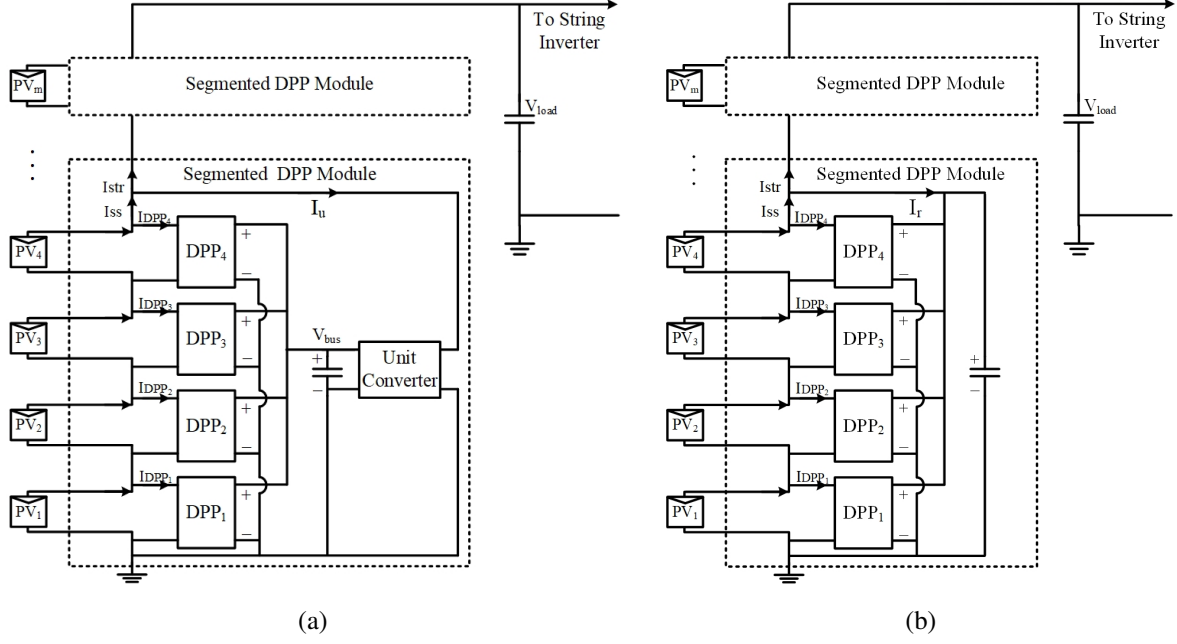 To String
Inverter
PVm
Segmented DPP Module
Vload
Segmented DPP Module
Istr
Iss
Iu
IDPP4
PV4
DPP4
+
−
IDPP3
PV3
DPP3
+
−
Vbus
+
−
Unit
Converter
IDPP2
PV2
DPP2
+
−
IDPP1
PV1
DPP1
+
−
(a)
To String
Inverter
PVm
Segmented DPP Module
Vload
Segmented DPP Module
Istr
Iss
Ir
IDPP4
PV4
DPP4
+
−
IDPP3
PV3
DPP3
+
−
+
−
IDPP2
PV2
DPP2
+
−
IDPP1
PV1
DPP1
+
−
(b)